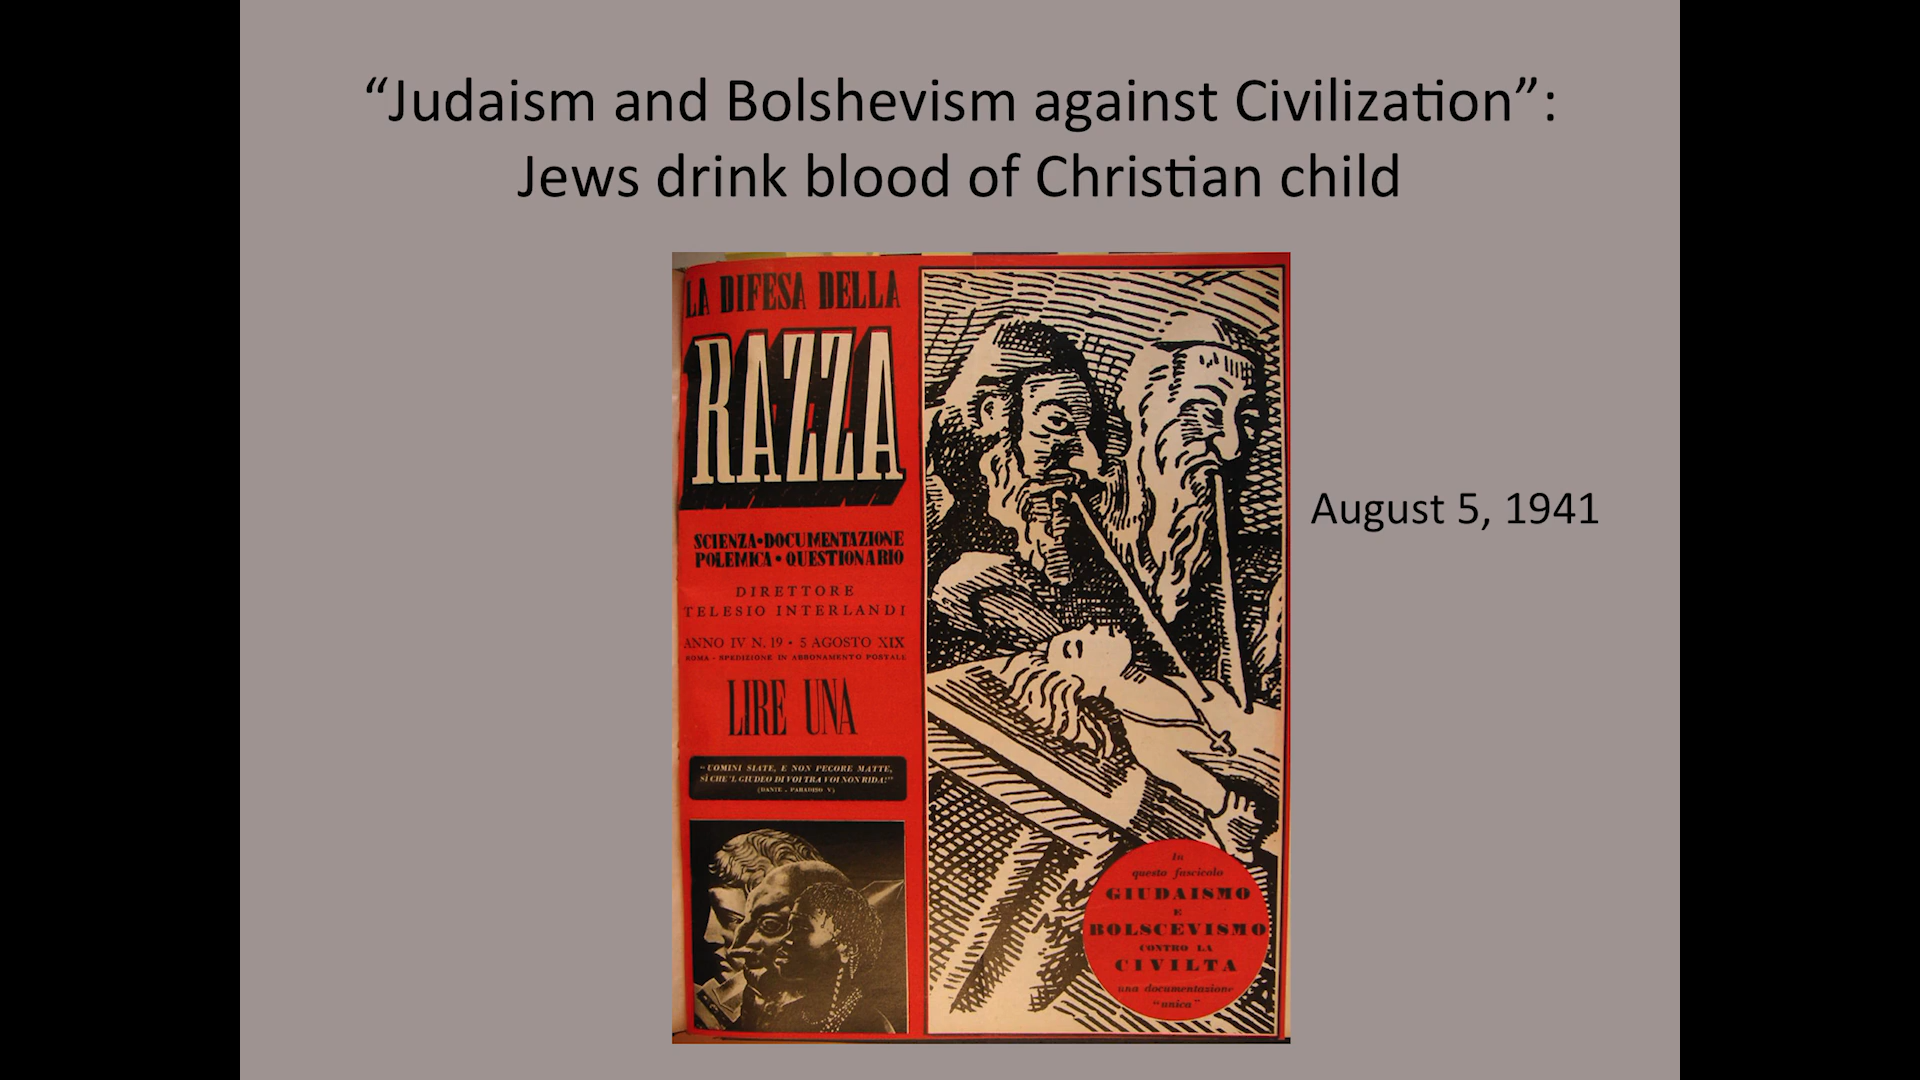 “Judaism and Bolshevism against Civilization”:
Jews drink blood of Christian child
LA DIFESA DELLA
RAZZA
SCIENZA • DOCUMENTAZIONE
POLEMICA • QUESTIONARIO
DIRETTORE
TELESIO INTERLANDI
ANNO IV N. 19 • 5 AGOSTO XIX
ROMA - SPEDIZIONE IN ABBONAMENTO POSTALE
LIRE UNA
“UOMINI SIATE, E NON PECORE MATTE,
SÌ CHE 'L GIUDEO DI VOI TRA VOI NON RIDA!”
(DANTE - PARADISO V)
In
questo fascicolo
GIUDAISMO
E
BOLSCEVISMO
CONTRO LA
CIVILTA
una documentazione
“unica”
August 5, 1941